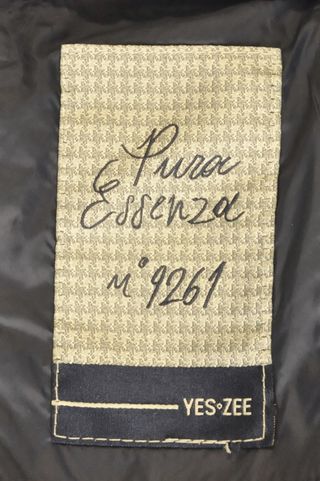 Pura
Essenza
N° 9261
YES•ZEE